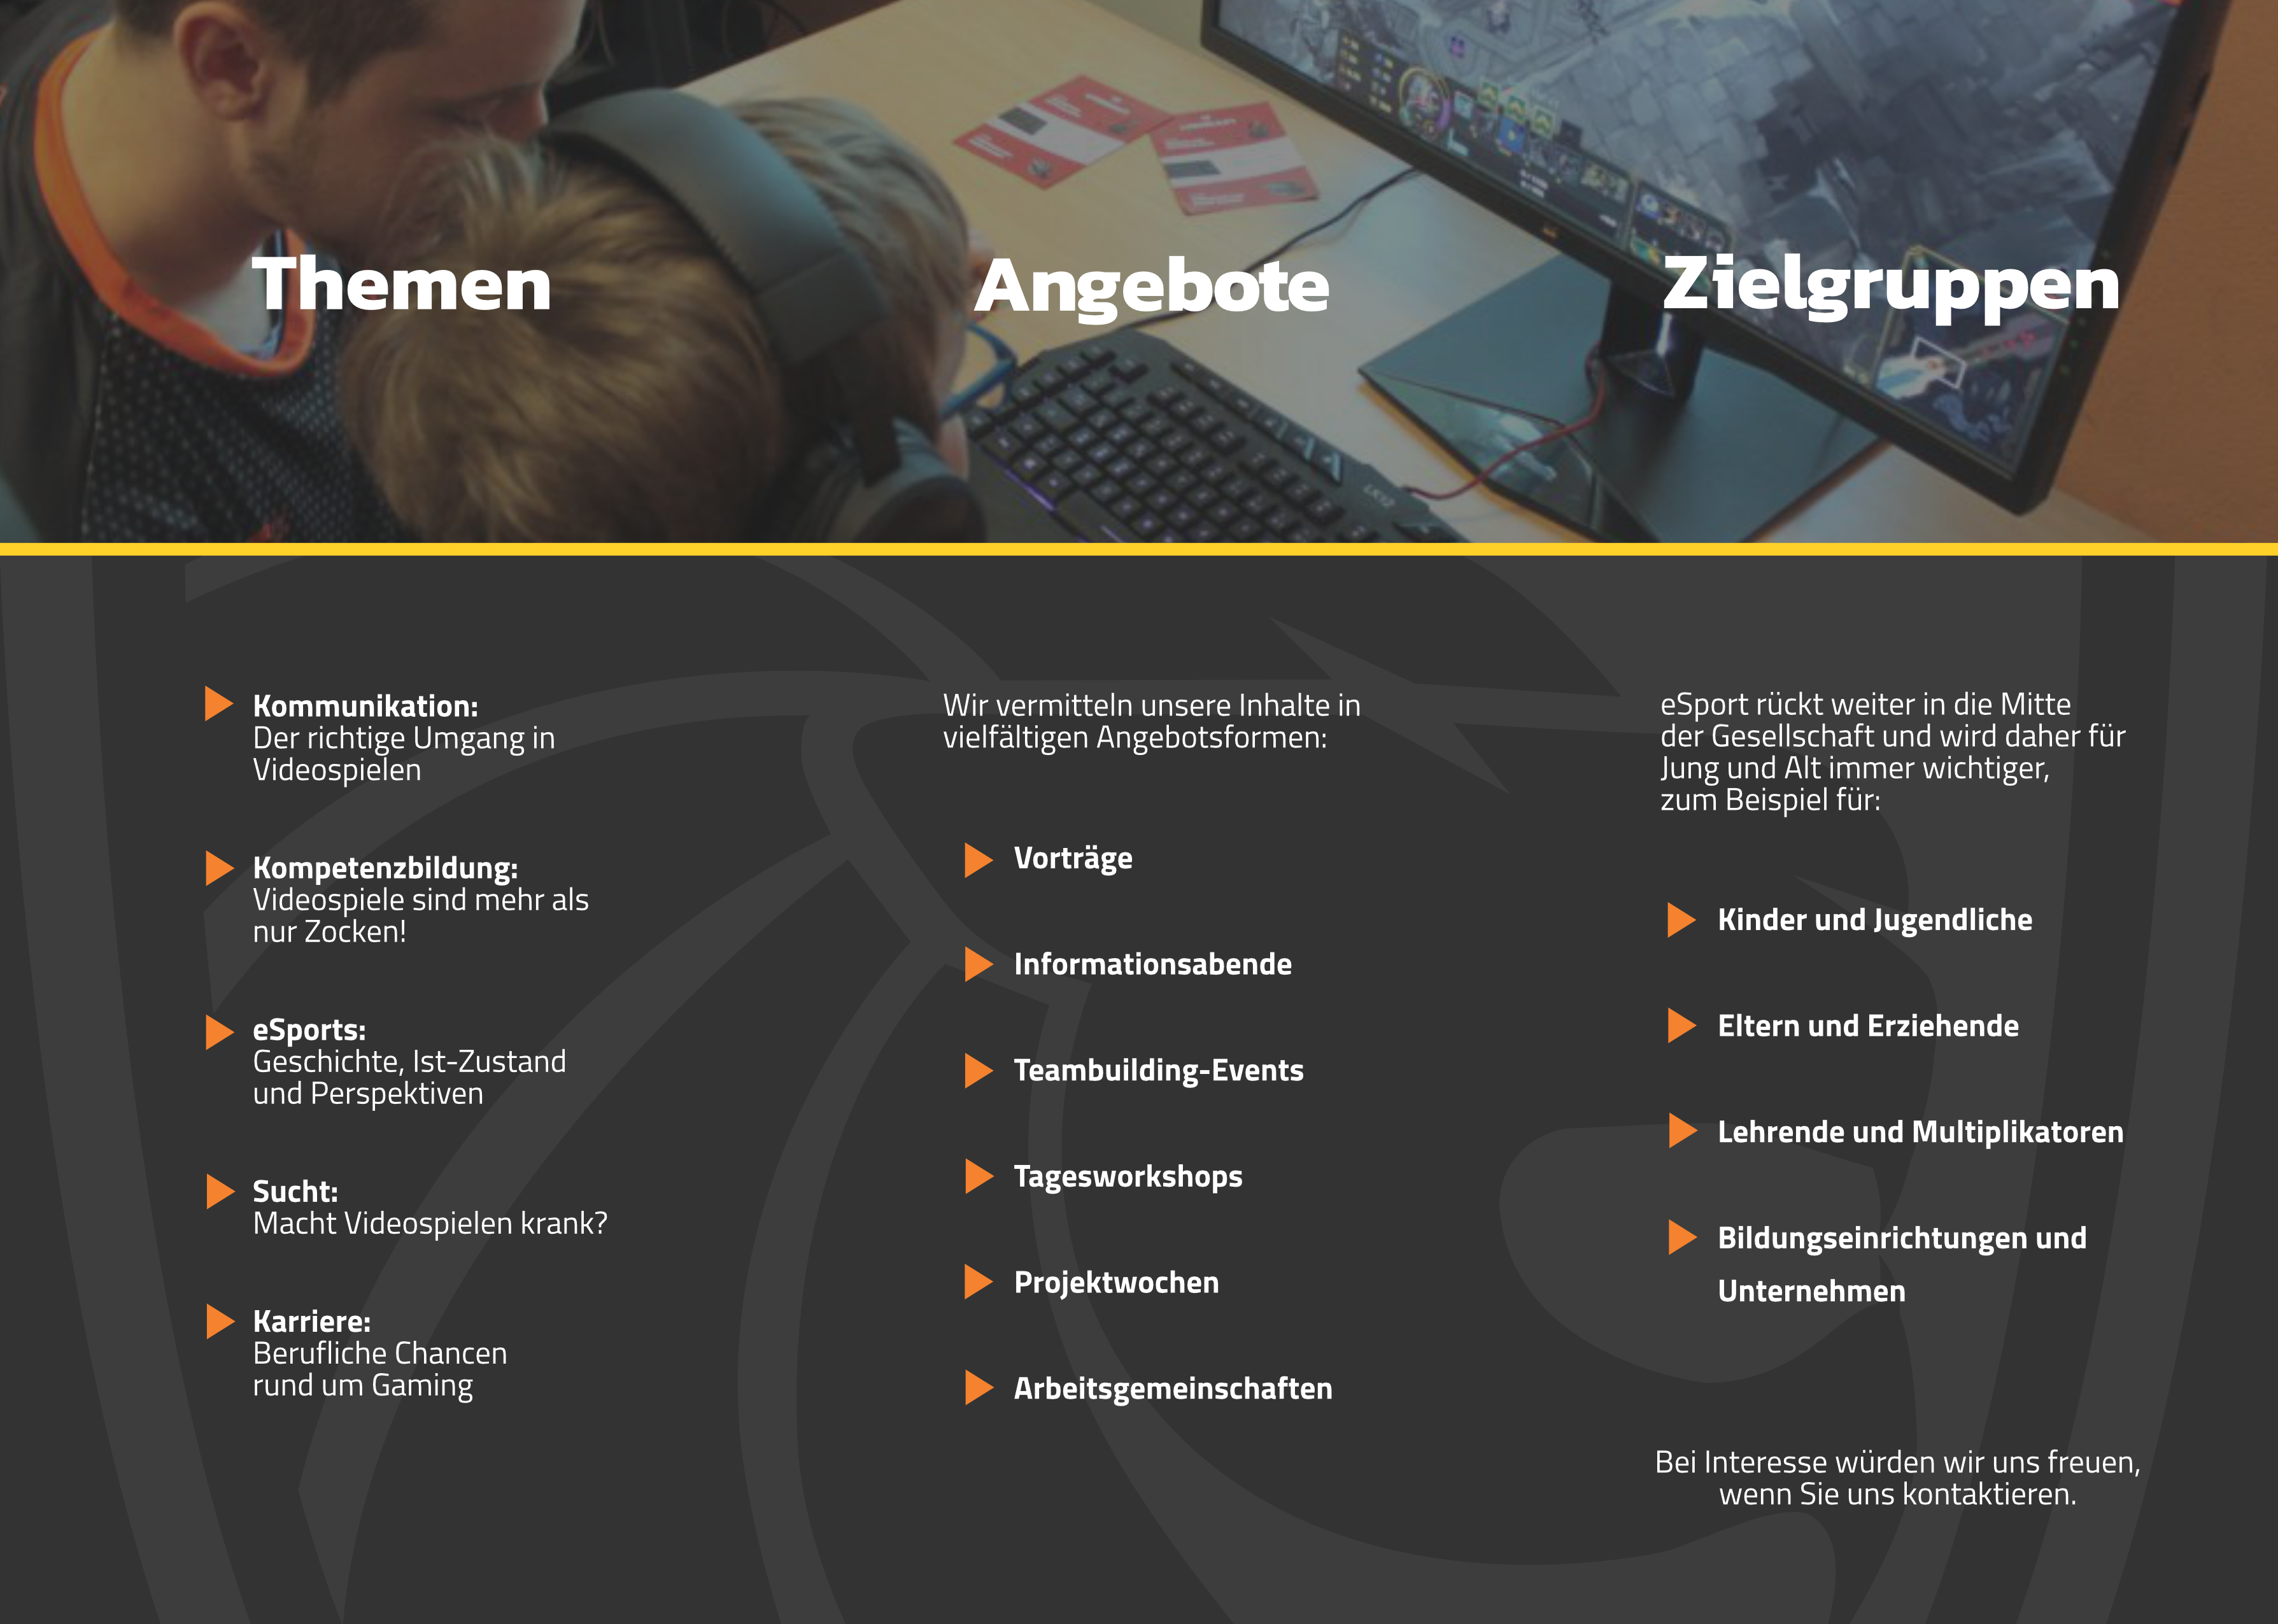 Themen
Angebote
Zielgruppen
Kommunikation:
Der richtige Umgang in
Videospielen
Kompetenzbildung:
Videospiele sind mehr als
nur Zocken!
eSports:
Geschichte, Ist-Zustand
und Perspektiven
Sucht:
Macht Videospielen krank?
Karriere:
Berufliche Chancen
rund um Gaming
Wir vermitteln unsere Inhalte in
vielfältigen Angebotsformen:
Vorträge
Informationsabende
Teambuilding-Events
Tagesworkshops
Projektwochen
Arbeitsgemeinschaften
eSport rückt weiter in die Mitte
der Gesellschaft und wird daher für
Jung und Alt immer wichtiger,
zum Beispiel für:
Kinder und Jugendliche
Eltern und Erziehende
Lehrende und Multiplikatoren
Bildungseinrichtungen und
Unternehmen
Bei Interesse würden wir uns freuen,
wenn Sie uns kontaktieren.